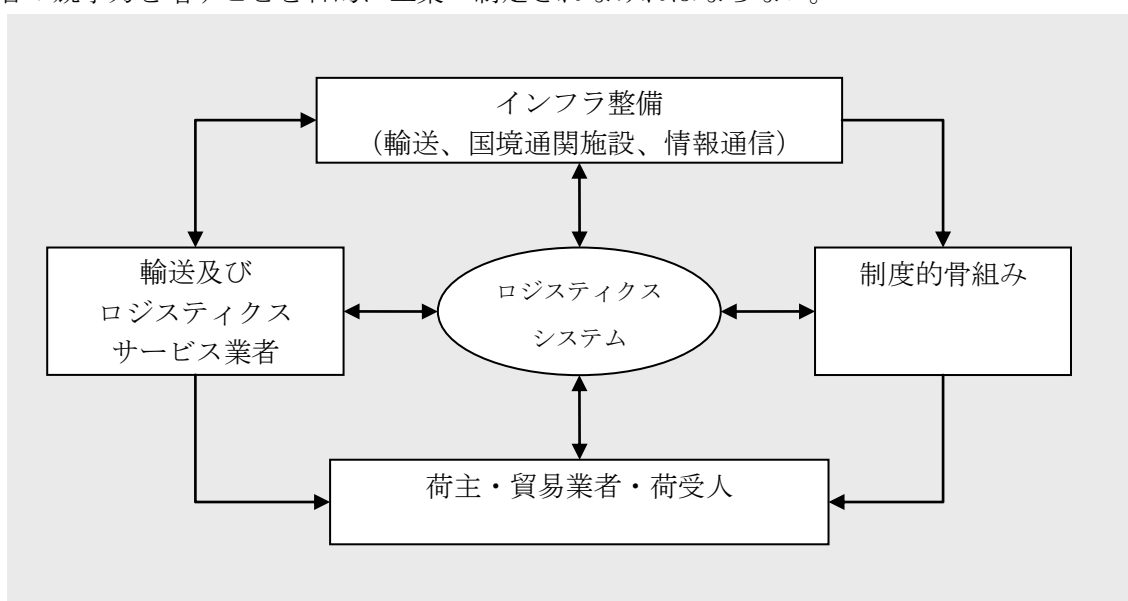 インフラ整備
（輸送、国境通関施設、情報通信）
輸送及び
ロジスティクス
サービス業者
ロジスティクス
システム
制度的骨組み
荷主・貿易業者・荷受人